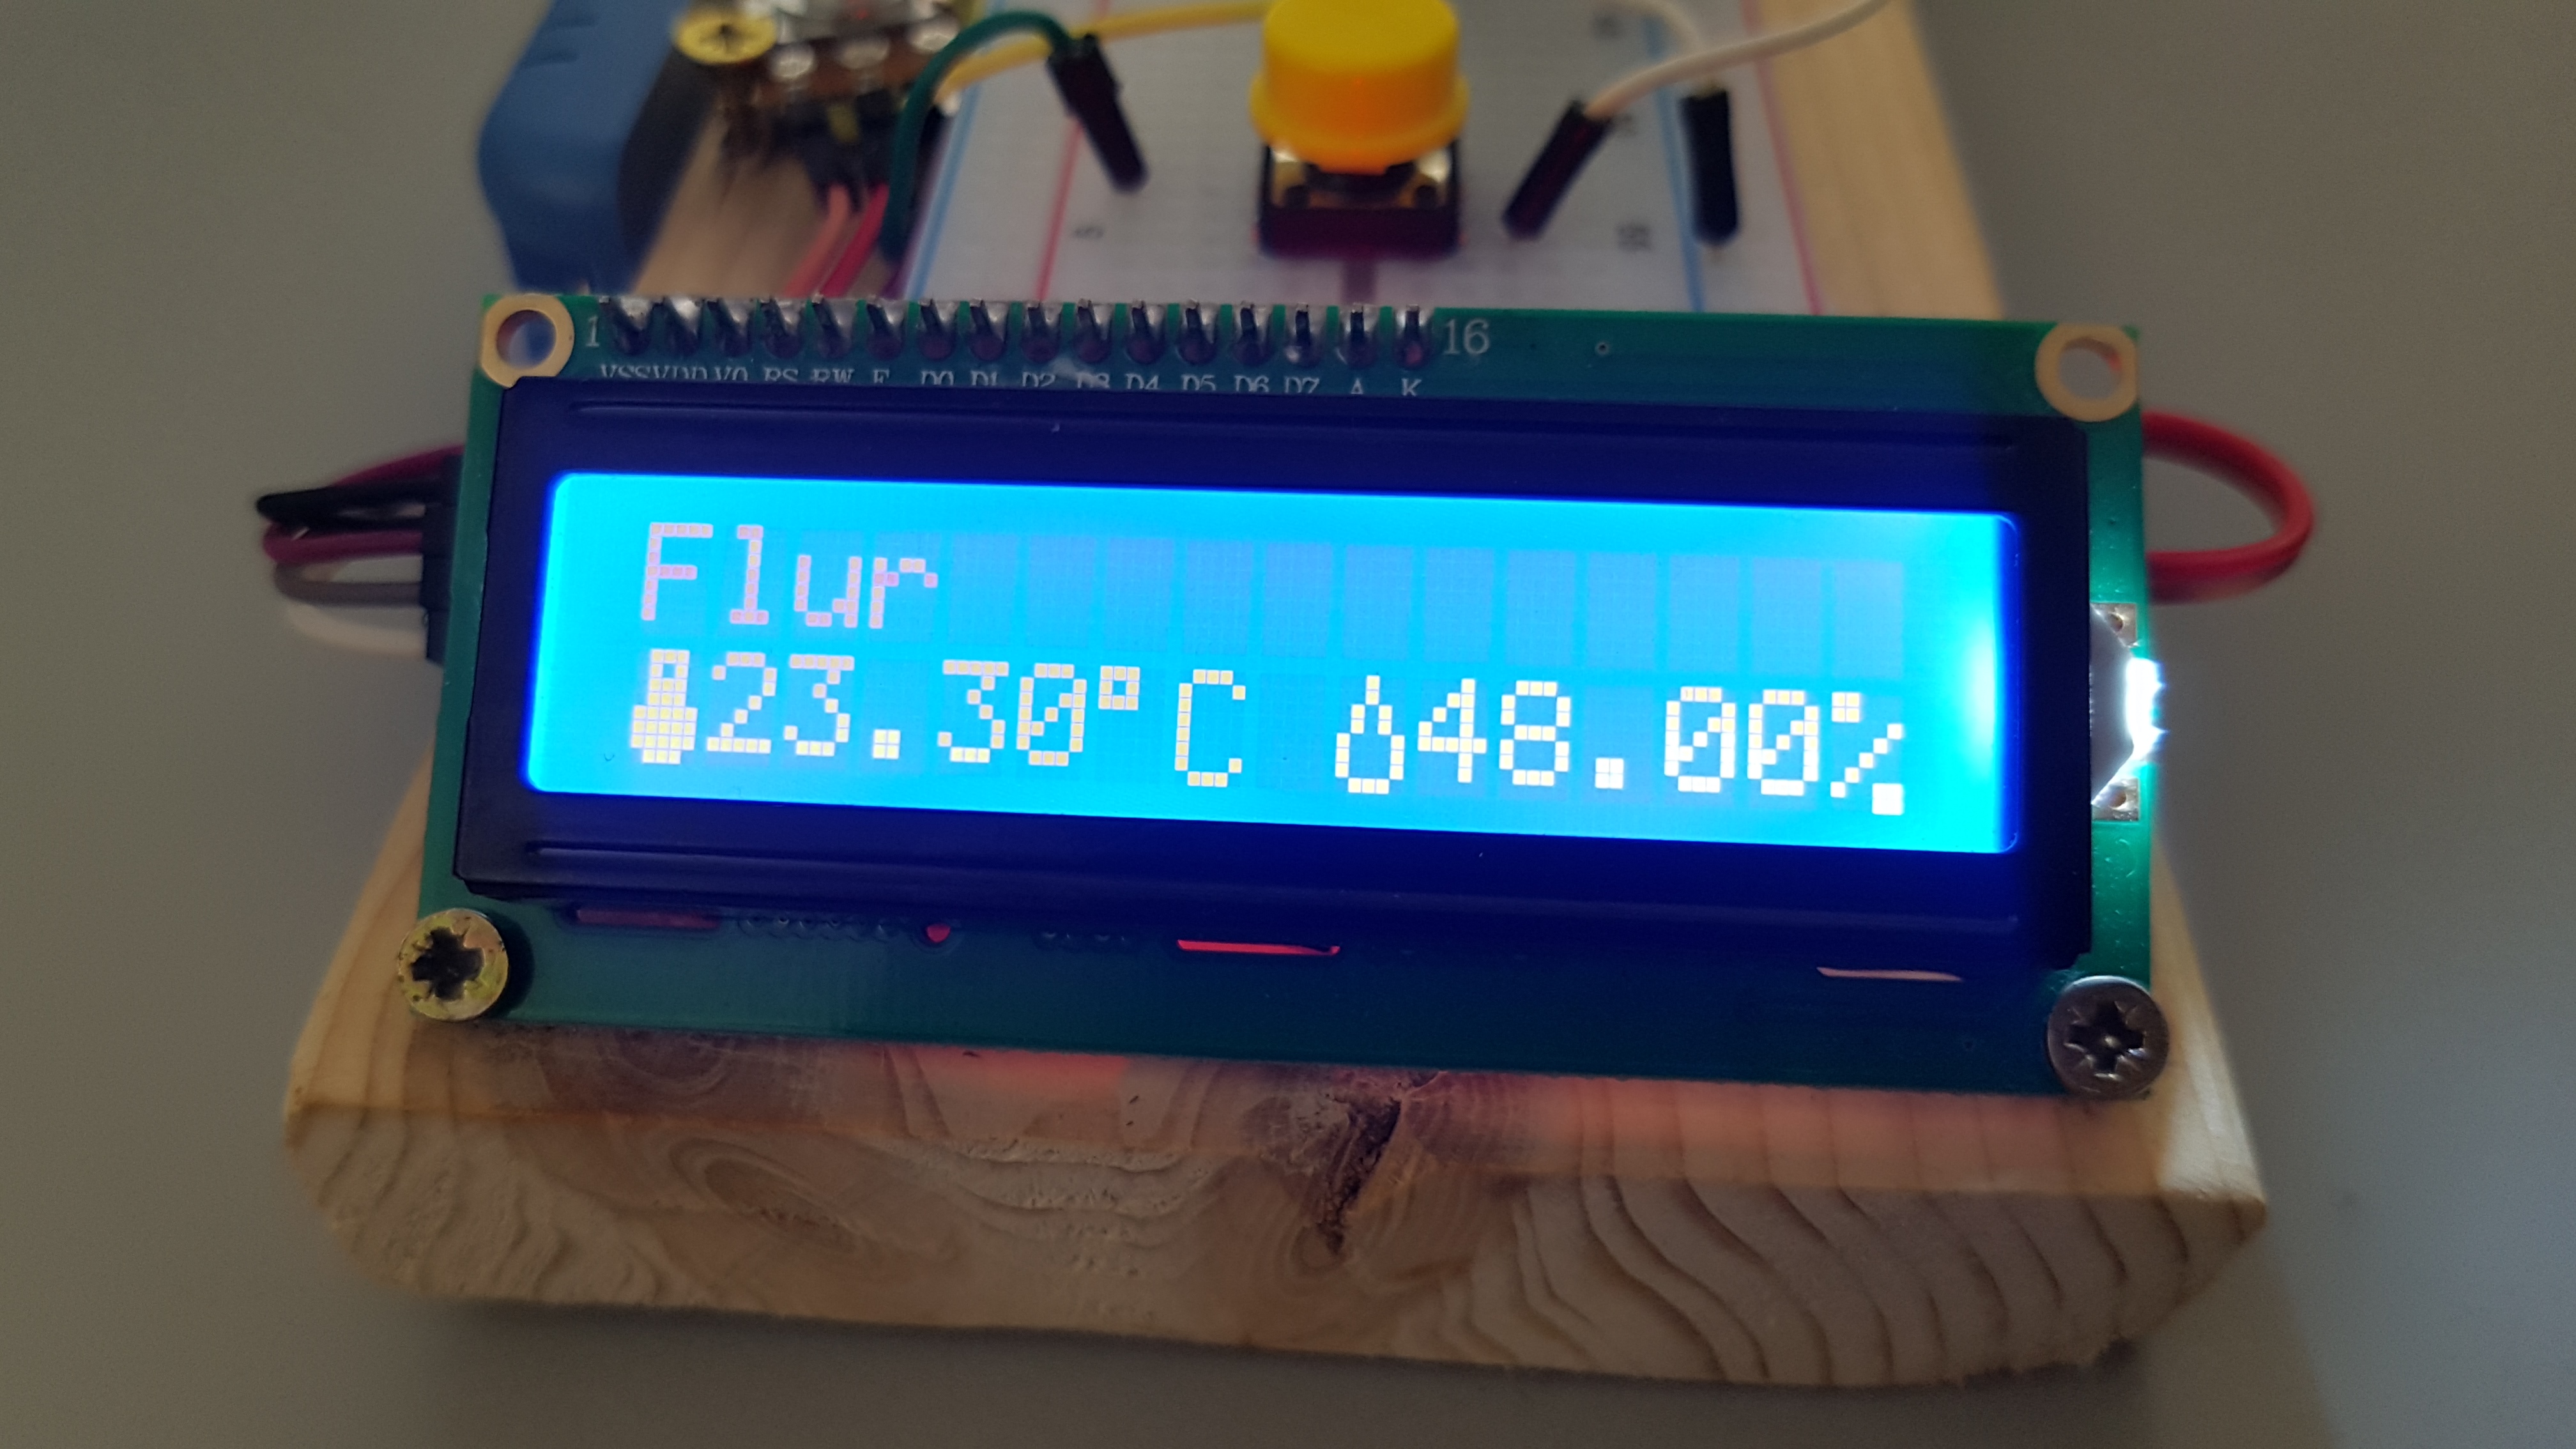 1 16
VSS VDD V0 RS RW E D0 D1 D2 D3 D4 D5 D6 D7 A K
Flur
23.30°C 48.00%